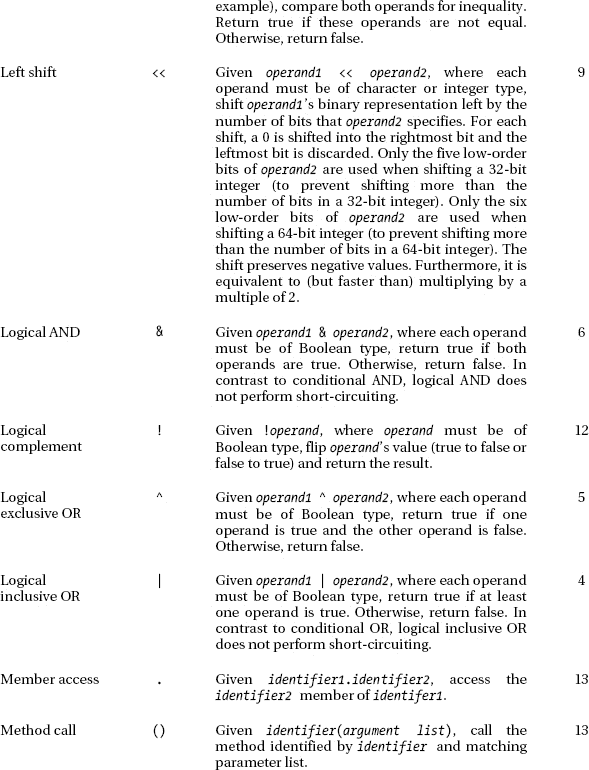 example), compare both operands for inequality.
Return true if these operands are not equal.
Otherwise, return false.
Left shift << Given operand1 << operand2, where each 9
operand must be of character or integer type,
shift operand1's binary representation left by the
number of bits that operand2 specifies. For each
shift, a 0 is shifted into the rightmost bit and the
leftmost bit is discarded. Only the five low-order
bits of operand2 are used when shifting a 32-bit
integer (to prevent shifting more than the
number of bits in a 32-bit integer). Only the six
low-order bits of operand2 are used when
shifting a 64-bit integer (to prevent shifting more
than the number of bits in a 64-bit integer). The
shift preserves negative values. Furthermore, it is
equivalent to (but faster than) multiplying by a
multiple of 2.
Logical AND & Given operand1 & operand2, where each operand 6
must be of Boolean type, return true if both
operands are true. Otherwise, return false. In
contrast to conditional AND, logical AND does
not perform short-circuiting.
Logical ! Given !operand, where operand must be of 12
complement Boolean type, flip operand's value (true to false or
false to true) and return the result.
Logical ^ Given operand1 ^ operand2, where each operand 5
exclusive OR must be of Boolean type, return true if one
operand is true and the other operand is false.
Otherwise, return false.
Logical | Given operand1 | operand2, where each operand 4
inclusive OR must be of Boolean type, return true if at least
one operand is true. Otherwise, return false. In
contrast to conditional OR, logical inclusive OR
does not perform short-circuiting.
Member access . Given identifier1.identifier2, access the 13
identifier2 member of identifer1.
Method call () Given identifier(argument list), call the 13
method identified by identifier and matching
parameter list.